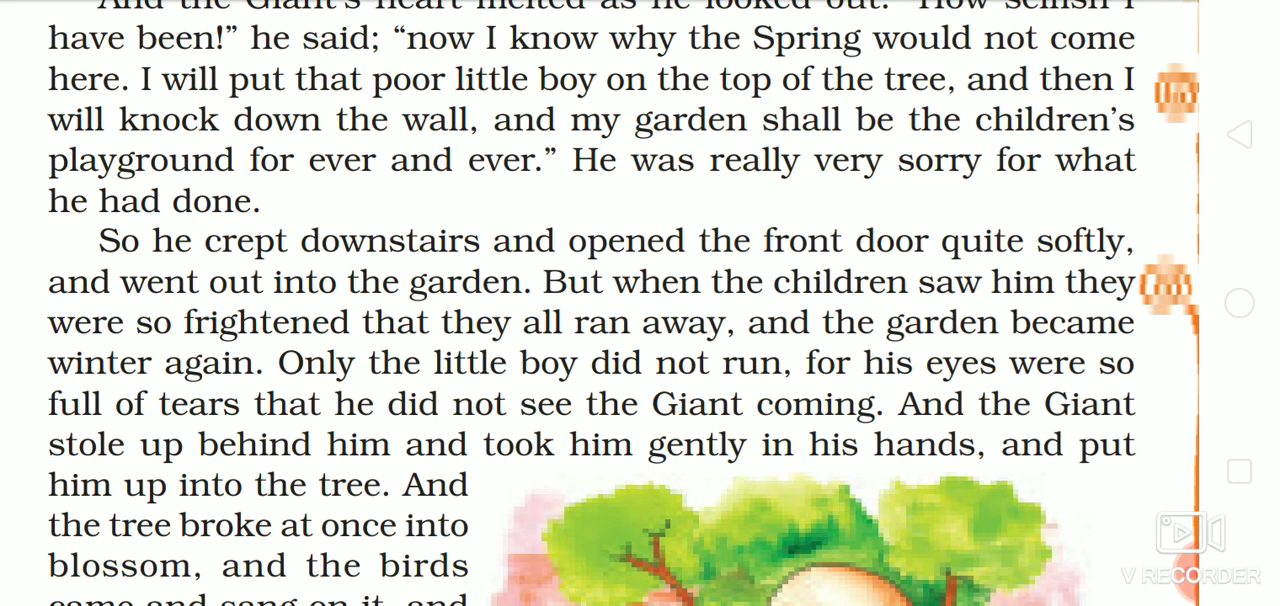 And the Giant's heart melted as he looked out. "How selfish I
have been!” he said; “now I know why the Spring would not come
here. I will put that poor little boy on the top of the tree, and then I
will knock down the wall, and my garden shall be the children’s
playground for ever and ever.” He was really very sorry for what
he had done.
So he crept downstairs and opened the front door quite softly,
and went out into the garden. But when the children saw him they
were so frightened that they all ran away, and the garden became
winter again. Only the little boy did not run, for his eyes were so
full of tears that he did not see the Giant coming. And the Giant
stole up behind him and took him gently in his hands, and put
him up into the tree. And
the tree broke at once into
blossom, and the birds
came and sang on it, and
V RECORDER